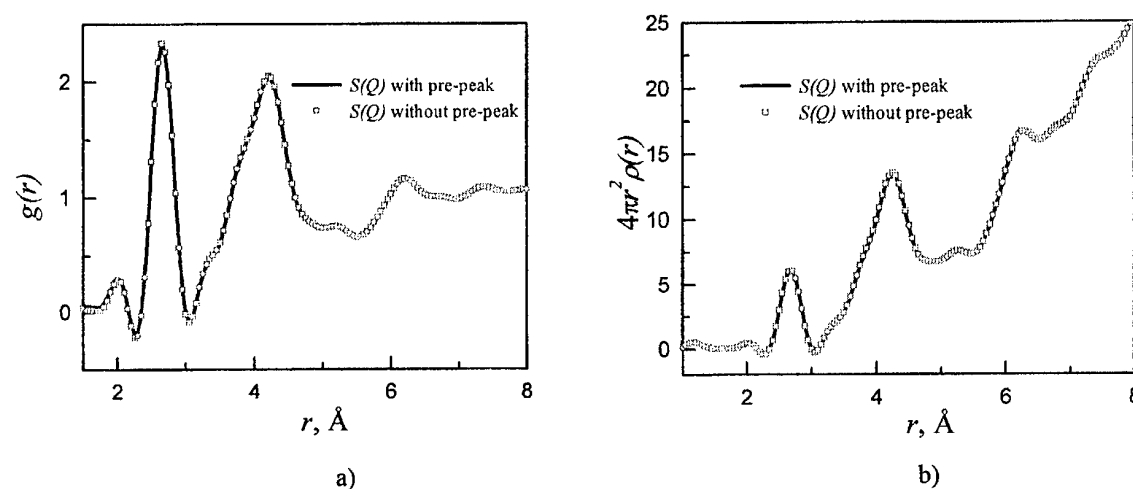 2
1
0
g(r)
S(Q) with pre-peak
S(Q) without pre-peak
2 4 6 8
r, Å
a)
25
20
15
10
5
0
4πr²ρ(r)
S(Q) with pre-peak
S(Q) without pre-peak
2 4 6 8
r, Å
b)